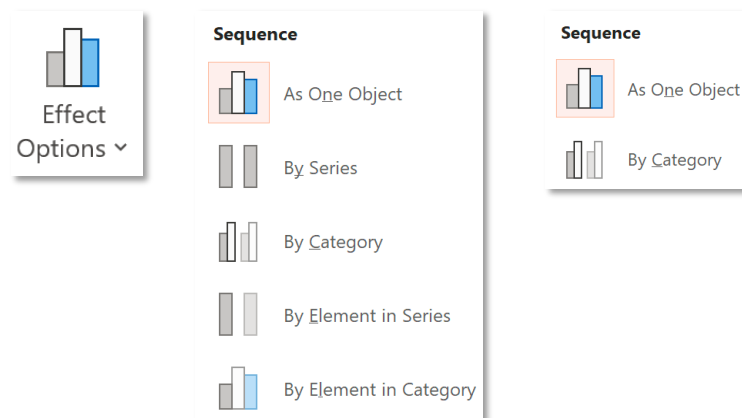 Effect
Options
Sequence
As One Object
By Series
By Category
By Element in Series
By Element in Category
Sequence
As One Object
By Category